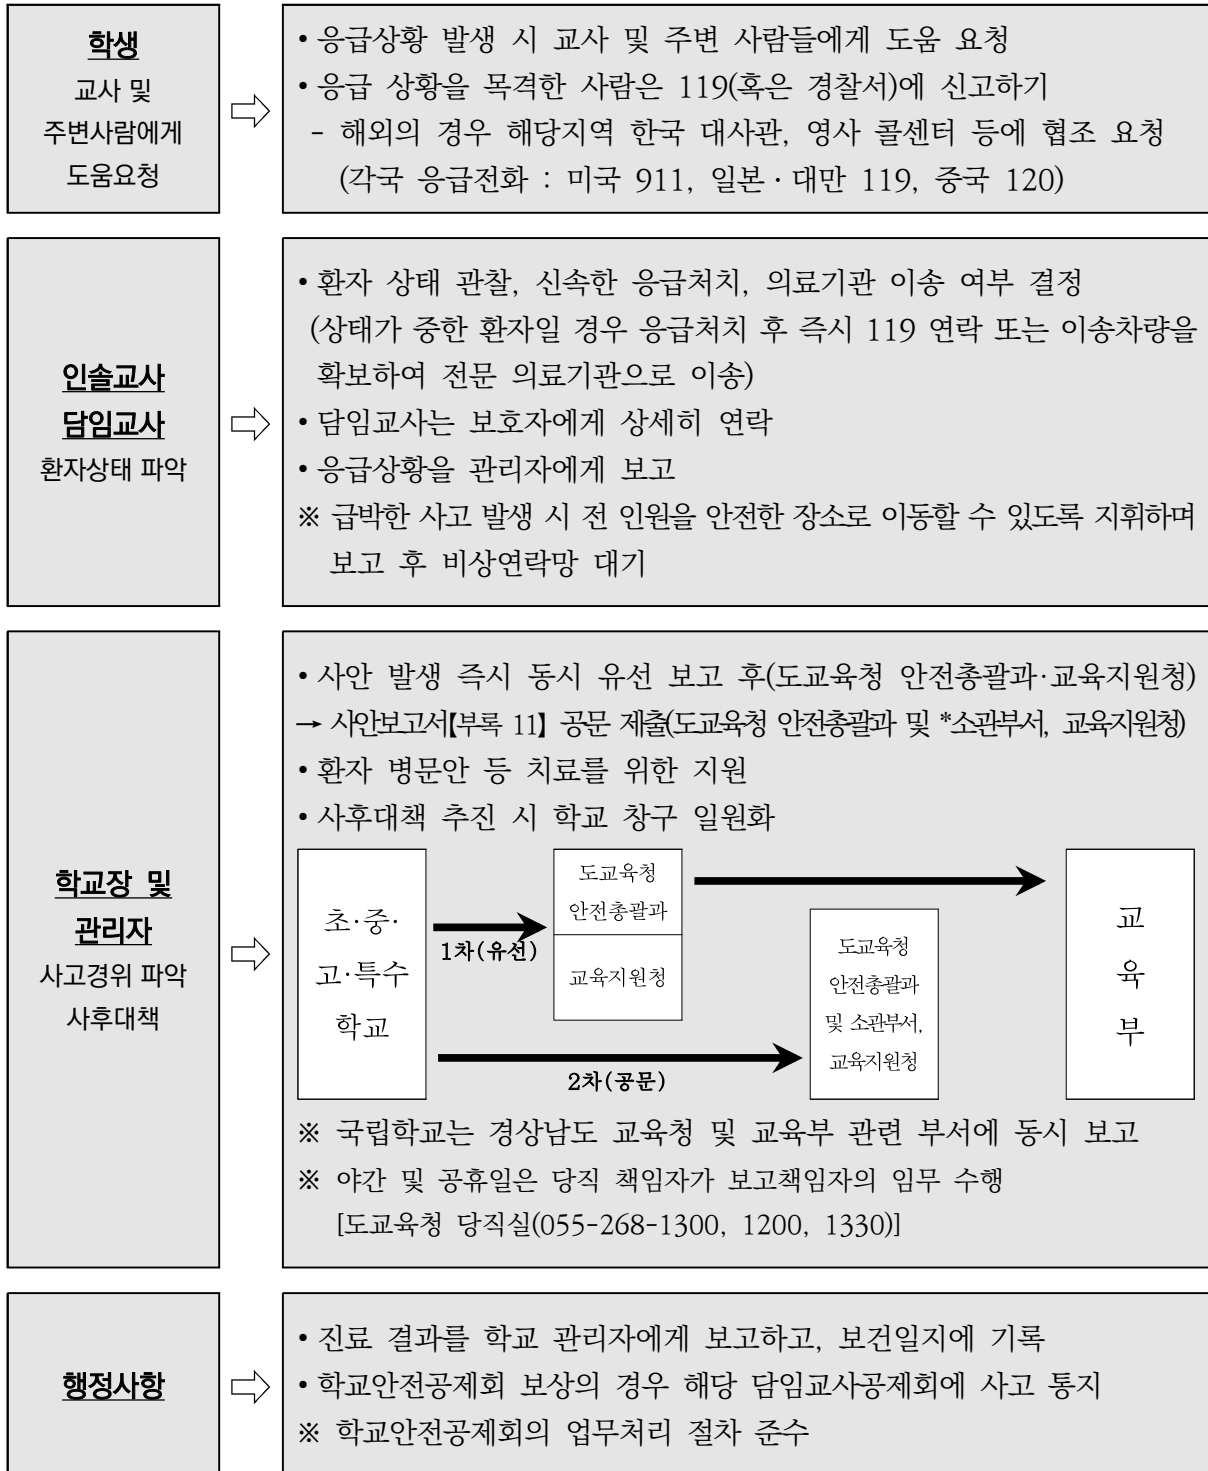 학생
교사 및
주변사람에게
도움요청
• 응급상황 발생 시 교사 및 주변 사람들에게 도움 요청
• 응급 상황을 목격한 사람은 119(혹은 경찰서)에 신고하기
- 해외의 경우 해당지역 한국 대사관, 영사 콜센터 등에 협조 요청
(각국 응급전화 : 미국 911, 일본·대만 119, 중국 120)
인솔교사
담임교사
환자상태 파악
• 환자 상태 관찰, 신속한 응급처치, 의료기관 이송 여부 결정
(상태가 중한 환자일 경우 응급처치 후 즉시 119 연락 또는 이송차량을
확보하여 전문 의료기관으로 이송)
• 담임교사는 보호자에게 상세히 연락
• 응급상황을 관리자에게 보고
※ 급박한 사고 발생 시 전 인원을 안전한 장소로 이동할 수 있도록 지휘하며
보고 후 비상연락망 대기
학교장 및
관리자
사고경위 파악
사후대책
• 사안 발생 즉시 동시 유선 보고 후(도교육청 안전총괄과·교육지원청)
→ 사안보고서【부록 11】 공문 제출(도교육청 안전총괄과 및 *소관부서, 교육지원청)
• 환자 병문안 등 치료를 위한 지원
• 사후대책 추진 시 학교 창구 일원화
초·중·
고·특수
학교
1차(유선)
도교육청
안전총괄과
교육지원청
2차(공문)
도교육청
안전총괄과
및 소관부서,
교육지원청
교
육
부
※ 국립학교는 경상남도 교육청 및 교육부 관련 부서에 동시 보고
※ 야간 및 공휴일은 당직 책임자가 보고책임자의 임무 수행
[도교육청 당직실(055-268-1300, 1200, 1330)]
행정사항
• 진료 결과를 학교 관리자에게 보고하고, 보건일지에 기록
• 학교안전공제회 보상의 경우 해당 담임교사공제회에 사고 통지
※ 학교안전공제회의 업무처리 절차 준수